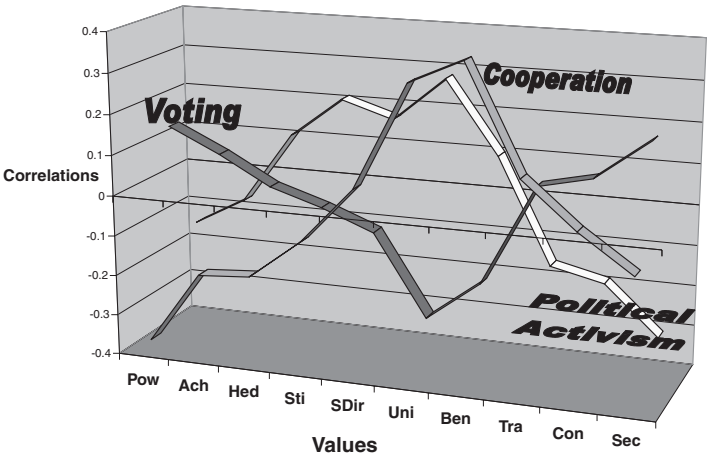 0.4
0.3
0.2
0.1
0
-0.1
-0.2
-0.3
-0.4
Correlations
Voting
Cooperation
Political
Activism
Pow Ach Hed Sti SDir Uni Ben Tra Con Sec
Values